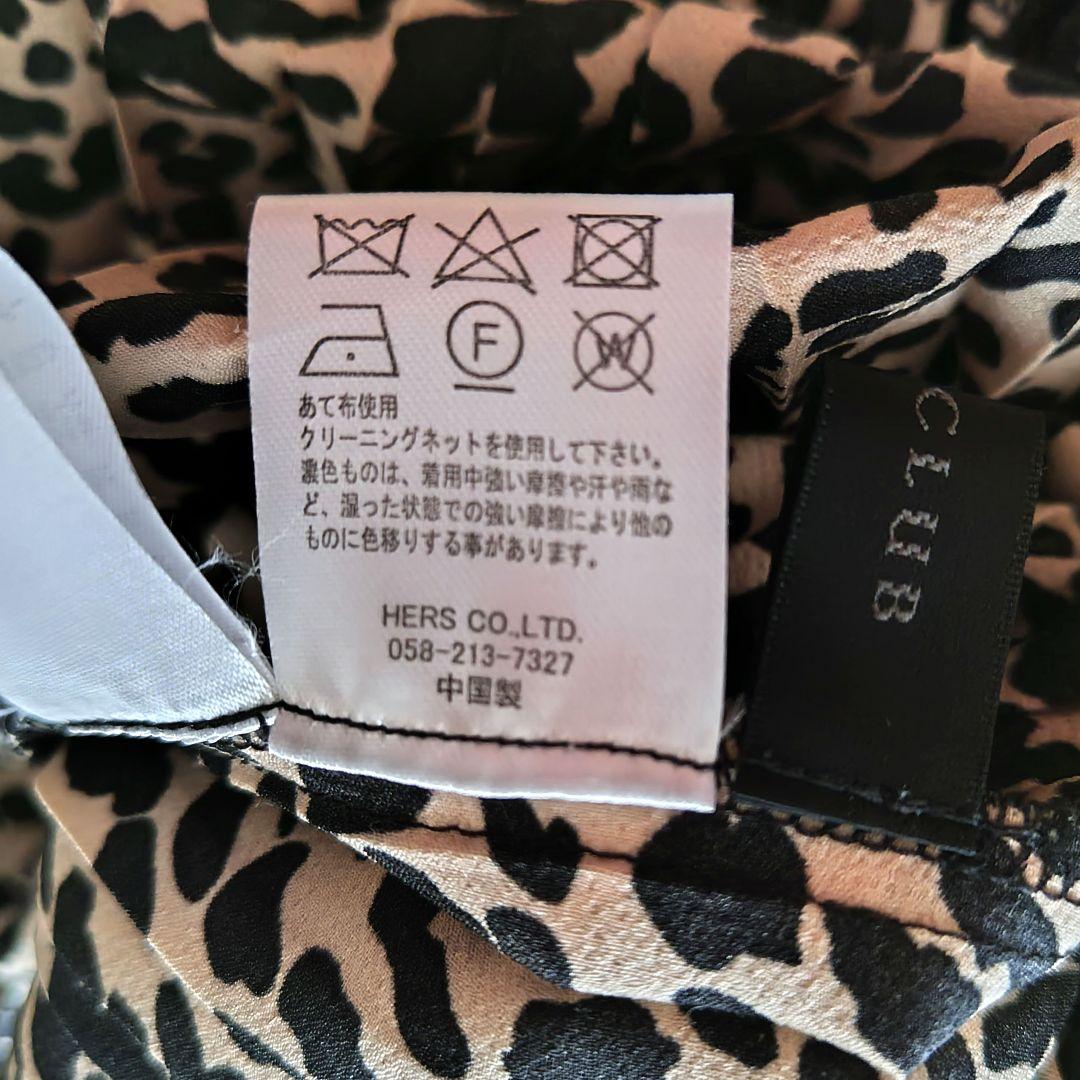 F
W
あて布使用
クリーニングネットを使用して下さい。
濃色ものは、着用中強い摩擦や汗や雨な
ど、湿った状態での強い摩擦により他の
ものに色移りする事があります。
HERS CO.,LTD.
058-213-7327
中国製
CLUB